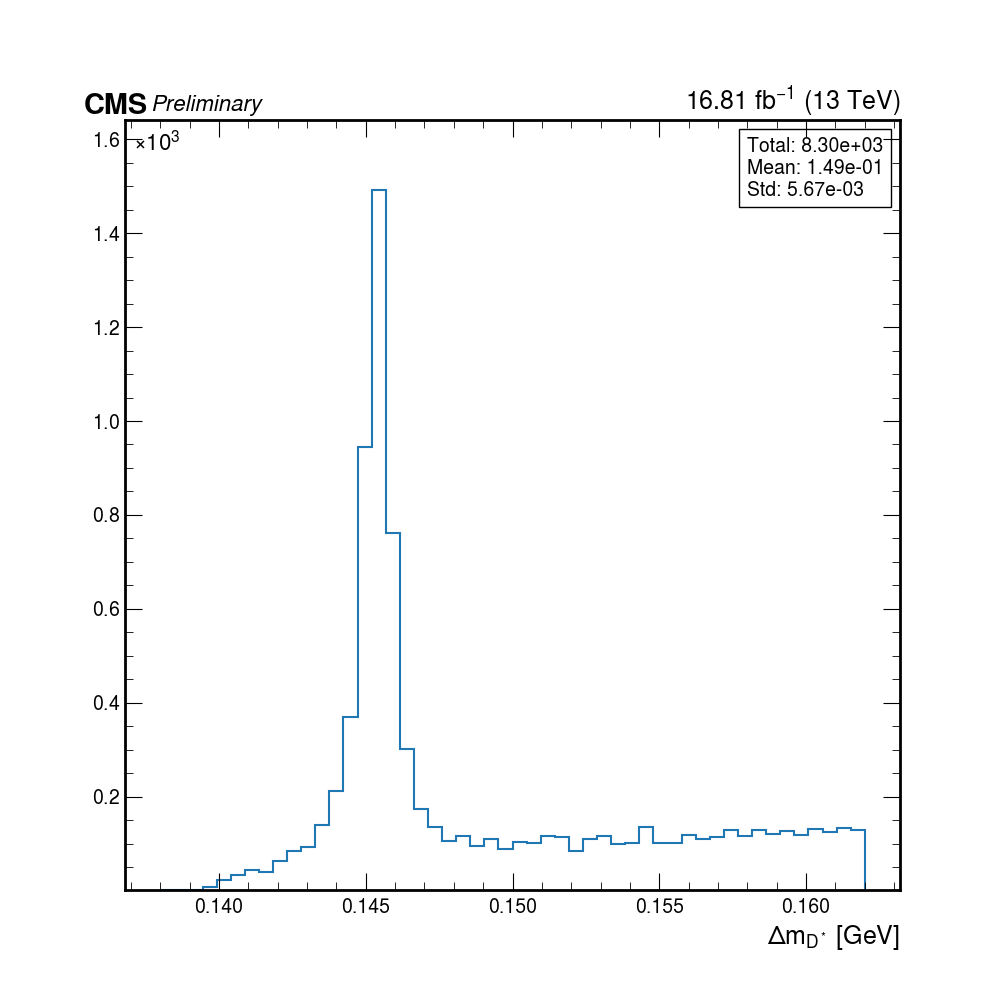 CMS Preliminary
16.81 fb⁻¹ (13 TeV)
×10³
Total: 8.30e+03
Mean: 1.49e-01
Std: 5.67e-03
1.6
1.4
1.2
1.0
0.8
0.6
0.4
0.2
0.140 0.145 0.150 0.155 0.160
Δm_D* [GeV]